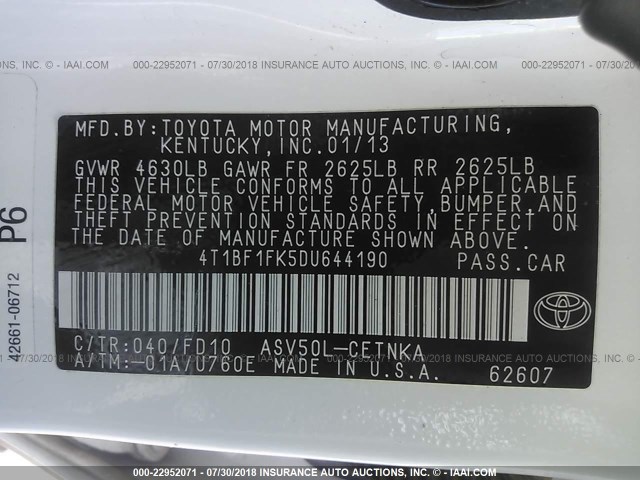 000-22952071 - 07/30/2018 INSURANCE AUTO AUCTIONS, INC. - IAAI.COM
MFD.BY:TOYOTA MOTOR MANUFACTURING,
KENTUCKY,INC.01/13
GVWR 4630LB GAWR FR 2625LB RR 2625LB
THIS VEHICLE CONFORMS TO ALL APPLICABLE
FEDERAL MOTOR VEHICLE SAFETY,BUMPER,AND
THEFT PREVENTION STANDARDS IN EFFECT ON
THE DATE OF MANUFACTURE SHOWN ABOVE.
4T1BF1FK5DU644190 PASS.CAR
C/TR:040/FD10 ASV50L-CETNKA
A/TM:-01A/U760E MADE IN U.S.A. 62607
42661-06712 P6
000-22952071 - 07/30/2018 INSURANCE AUTO AUCTIONS, INC. - IAAI.COM
000-22952071 - 07/30/2018 INSURANCE AUTO AUCTIONS, INC. - IAAI.COM